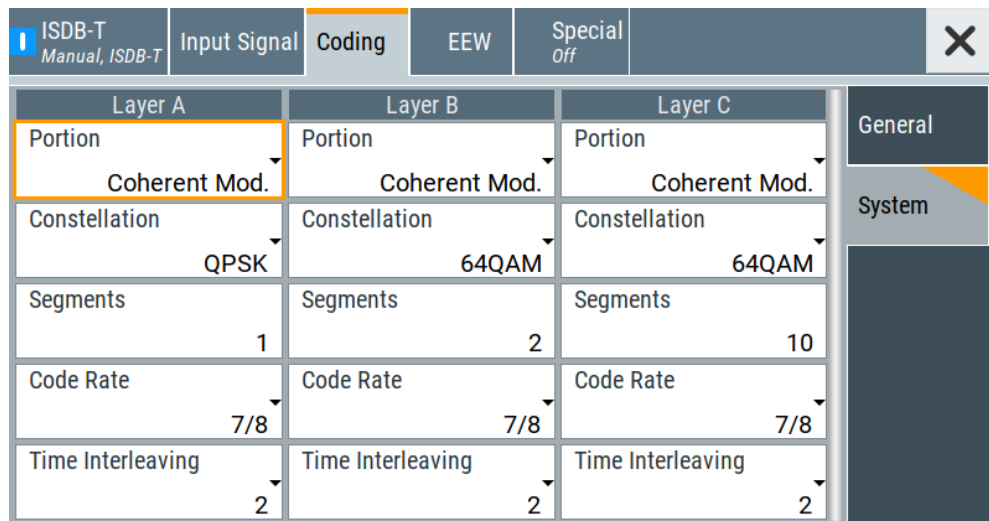 ISDB-T
Manual, ISDB-T
Input Signal
Coding
EEW
Special
Off
Layer A Layer B Layer C
General
Portion Portion Portion
Coherent Mod. Coherent Mod. Coherent Mod.
System
Constellation Constellation Constellation
QPSK 64QAM 64QAM
Segments Segments Segments
1 2 10
Code Rate Code Rate Code Rate
7/8 7/8 7/8
Time Interleaving Time Interleaving Time Interleaving
2 2 2